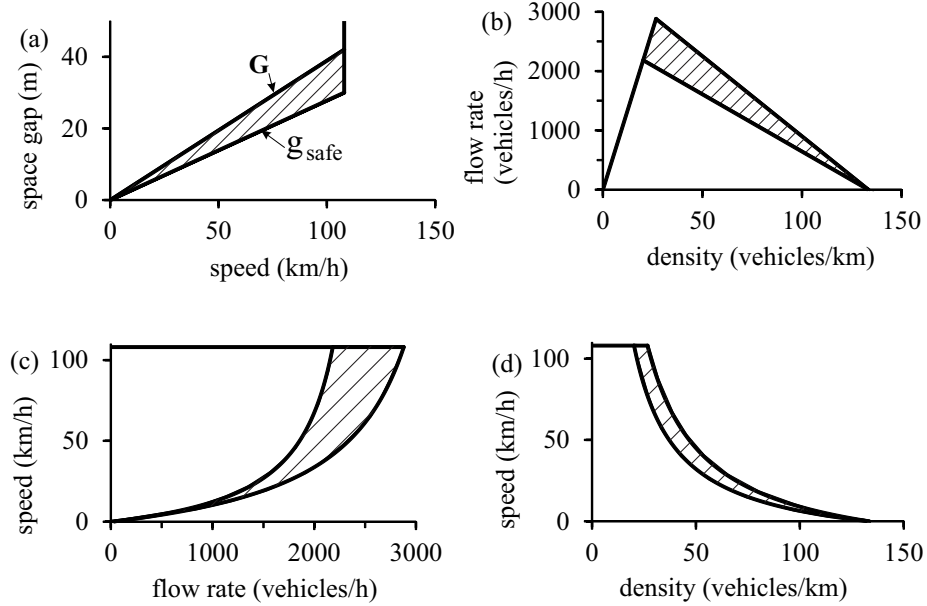 (a)
space gap (m)
40
20
0
G
g safe
0 50 100 150
speed (km/h)
(b)
flow rate
(vehicles/h)
3000
2000
1000
0
0 50 100 150
density (vehicles/km)
(c)
speed (km/h)
100
50
0
0 1000 2000 3000
flow rate (vehicles/h)
(d)
speed (km/h)
100
50
0
0 50 100 150
density (vehicles/km)